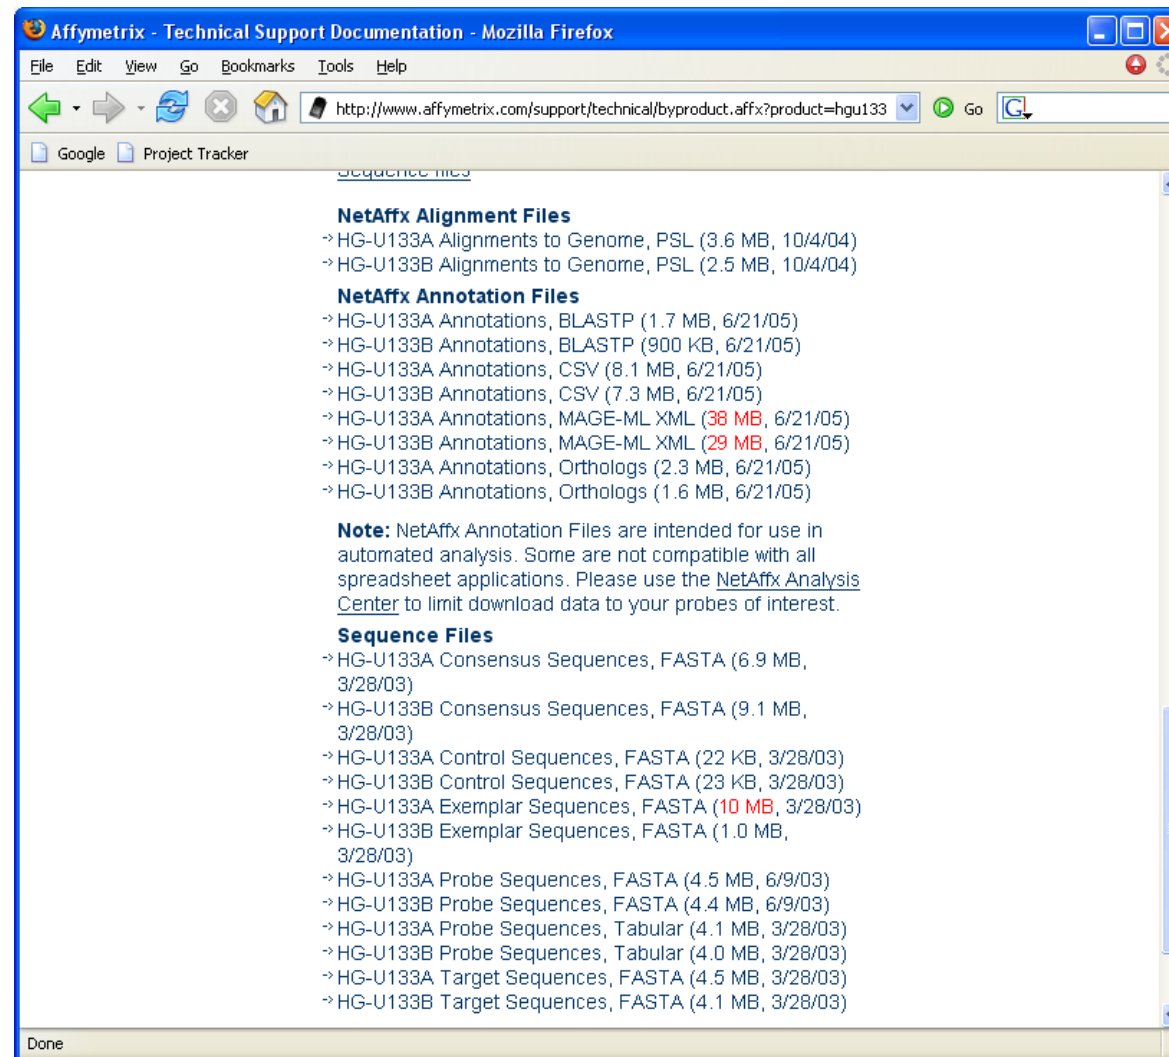 Affymetrix - Technical Support Documentation - Mozilla Firefox
File Edit View Go Bookmarks Tools Help
http://www.affymetrix.com/support/technical/byproduct.affx?product=hgu133 Go G
Google Project Tracker
Sequence files
NetAffx Alignment Files
->HG-U133A Alignments to Genome, PSL (3.6 MB, 10/4/04)
->HG-U133B Alignments to Genome, PSL (2.5 MB, 10/4/04)
NetAffx Annotation Files
->HG-U133A Annotations, BLASTP (1.7 MB, 6/21/05)
->HG-U133B Annotations, BLASTP (900 KB, 6/21/05)
->HG-U133A Annotations, CSV (8.1 MB, 6/21/05)
->HG-U133B Annotations, CSV (7.3 MB, 6/21/05)
->HG-U133A Annotations, MAGE-ML XML (38 MB, 6/21/05)
->HG-U133B Annotations, MAGE-ML XML (29 MB, 6/21/05)
->HG-U133A Annotations, Orthologs (2.3 MB, 6/21/05)
->HG-U133B Annotations, Orthologs (1.6 MB, 6/21/05)
Note: NetAffx Annotation Files are intended for use in
automated analysis. Some are not compatible with all
spreadsheet applications. Please use the NetAffx Analysis
Center to limit download data to your probes of interest.
Sequence Files
->HG-U133A Consensus Sequences, FASTA (6.9 MB,
3/28/03)
->HG-U133B Consensus Sequences, FASTA (9.1 MB,
3/28/03)
->HG-U133A Control Sequences, FASTA (22 KB, 3/28/03)
->HG-U133B Control Sequences, FASTA (23 KB, 3/28/03)
->HG-U133A Exemplar Sequences, FASTA (10 MB, 3/28/03)
->HG-U133B Exemplar Sequences, FASTA (1.0 MB,
3/28/03)
->HG-U133A Probe Sequences, FASTA (4.5 MB, 6/9/03)
->HG-U133B Probe Sequences, FASTA (4.4 MB, 6/9/03)
->HG-U133A Probe Sequences, Tabular (4.1 MB, 3/28/03)
->HG-U133B Probe Sequences, Tabular (4.0 MB, 3/28/03)
->HG-U133A Target Sequences, FASTA (4.5 MB, 3/28/03)
->HG-U133B Target Sequences, FASTA (4.1 MB, 3/28/03)
Done